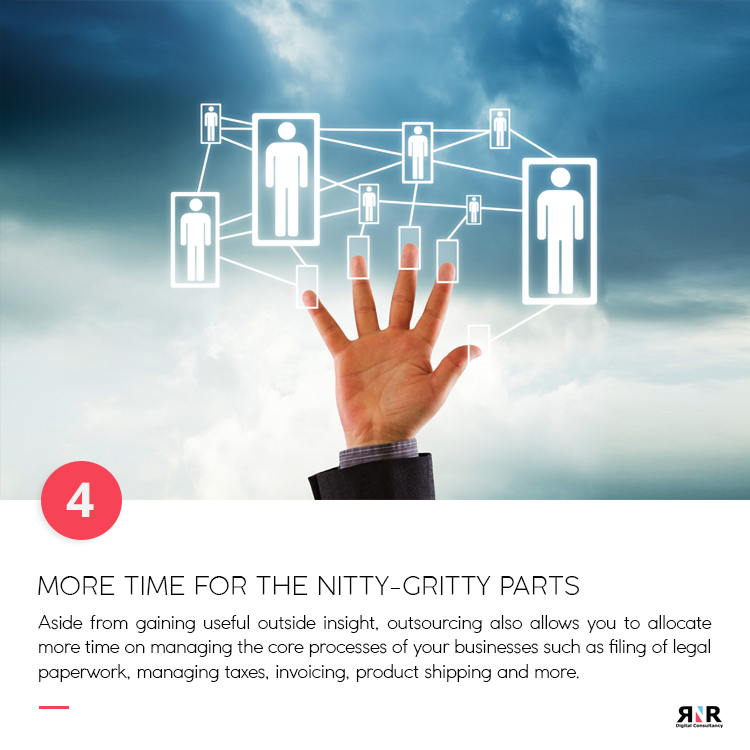 4
MORE TIME FOR THE NITTY-GRITTY PARTS
Aside from gaining useful outside insight, outsourcing also allows you to allocate
more time on managing the core processes of your businesses such as filing of legal
paperwork, managing taxes, invoicing, product shipping and more.
RNR
Digital Consultancy